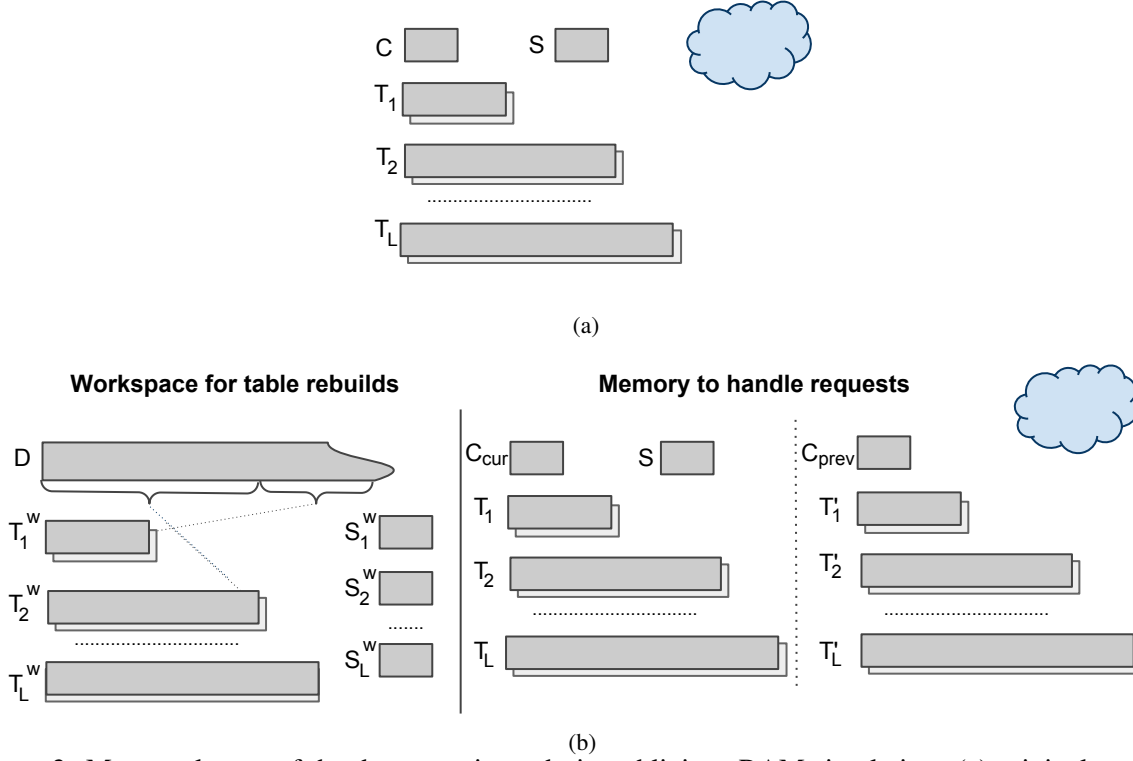 C
S
T1
T2
TL
(a)
Workspace for table rebuilds
Memory to handle requests
D
T1w
T2w
TLw
S1w
S2w
SLw
Ccur
S
T1
T2
TL
Cprev
T'1
T'2
T'L
(b)